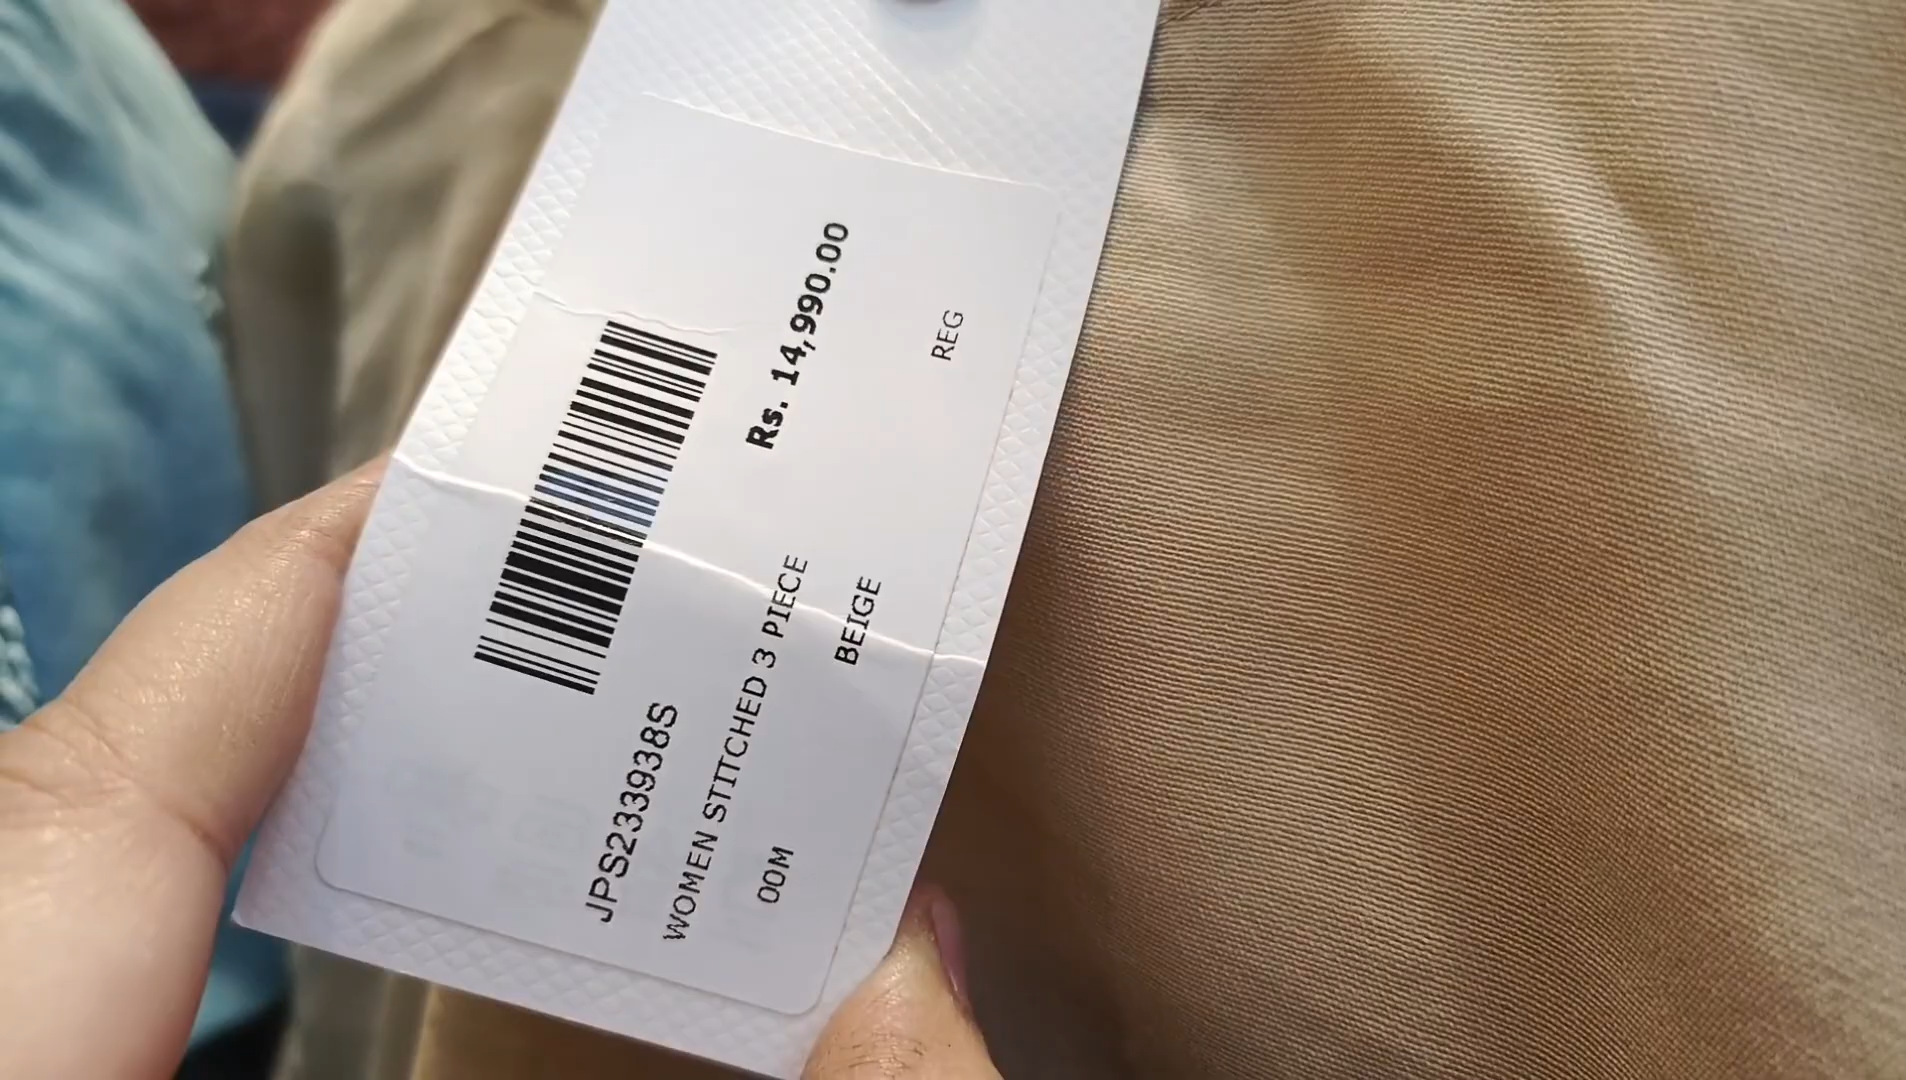 JPS233938S
WOMEN STITCHED 3 PIECE
Rs. 14,990.00
00M
BEIGE
REG